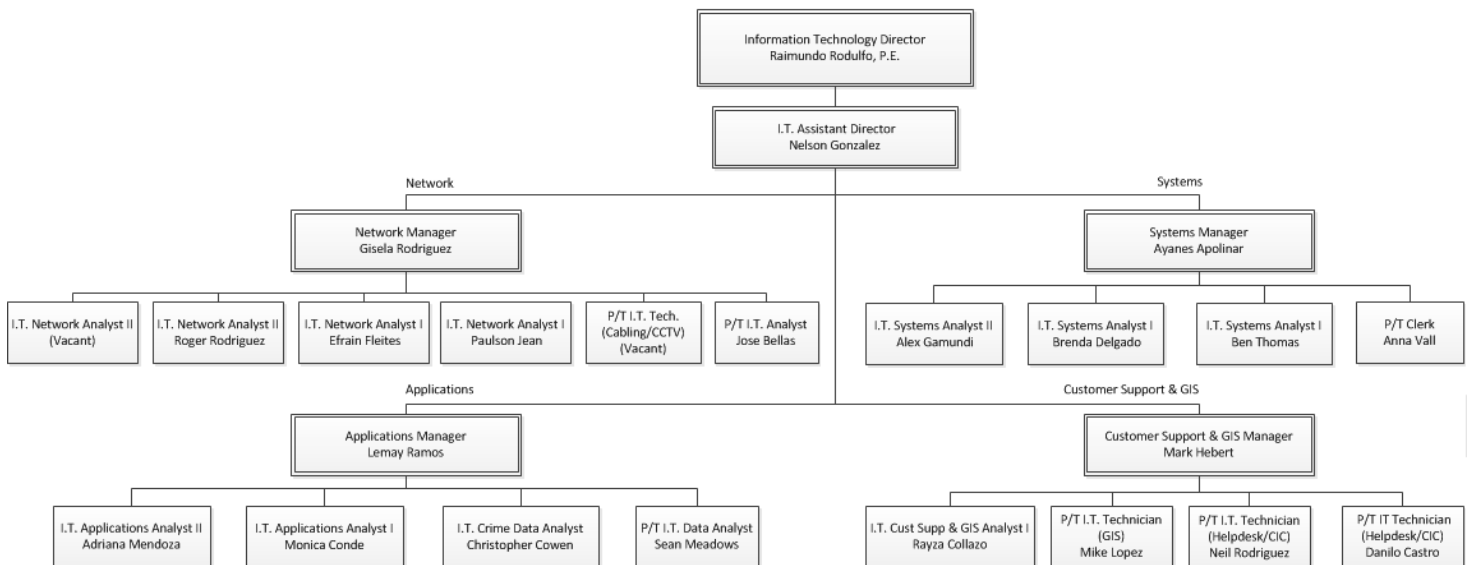 Information Technology Director
Raimundo Rodulfo, P.E.
I.T. Assistant Director
Nelson Gonzalez
Network
Systems
Network Manager
Gisela Rodriguez
Systems Manager
Ayanes Apolinar
I.T. Network Analyst II
(Vacant)
I.T. Network Analyst II
Roger Rodriguez
I.T. Network Analyst I
Efrain Fleites
I.T. Network Analyst I
Paulson Jean
P/T I.T. Tech.
(Cabling/CCTV)
(Vacant)
P/T I.T. Analyst
Jose Bellas
I.T. Systems Analyst II
Alex Gamundi
I.T. Systems Analyst I
Brenda Delgado
I.T. Systems Analyst I
Ben Thomas
P/T Clerk
Anna Vall
Applications
Customer Support & GIS
Applications Manager
Lemay Ramos
Customer Support & GIS Manager
Mark Hebert
I.T. Applications Analyst II
Adriana Mendoza
I.T. Applications Analyst I
Monica Conde
I.T. Crime Data Analyst
Christopher Cowen
P/T I.T. Data Analyst
Sean Meadows
I.T. Cust Supp & GIS Analyst I
Rayza Collazo
P/T I.T. Technician
(GIS)
Mike Lopez
P/T I.T. Technician
(Helpdesk/CIC)
Neil Rodriguez
P/T IT Technician
(Helpdesk/CIC)
Danilo Castro